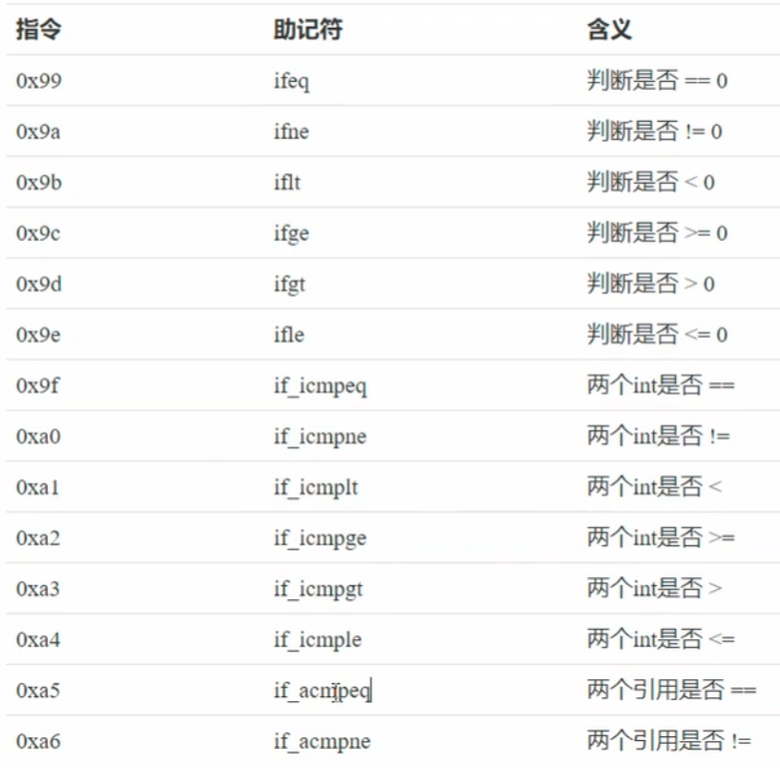 指令 助记符 含义
0x99 ifeq 判断是否 == 0
0x9a ifne 判断是否 != 0
0x9b iflt 判断是否 < 0
0x9c ifge 判断是否 >= 0
0x9d ifgt 判断是否 > 0
0x9e ifle 判断是否 <= 0
0x9f if_icmpeq 两个int是否 ==
0xa0 if_icmpne 两个int是否 !=
0xa1 if_icmplt 两个int是否 <
0xa2 if_icmpge 两个int是否 >=
0xa3 if_icmpgt 两个int是否 >
0xa4 if_icmple 两个int是否 <=
0xa5 if_acmpeq 两个引用是否 ==
0xa6 if_acmpne 两个引用是否 !=